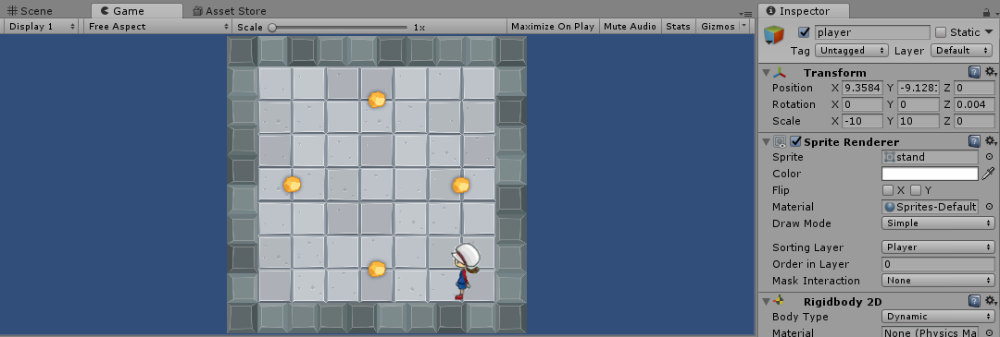 Scene Game Asset Store
Display 1 Free Aspect Scale 1x Maximize On Play Mute Audio Stats Gizmos
Inspector
player Static
Tag Untagged Layer Default
Transform
Position X 9.3584 Y -9.128 Z 0
Rotation X 0 Y 0 Z 0.004
Scale X -10 Y 10 Z 0
Sprite Renderer
Sprite stand
Color
Flip X Y
Material Sprites-Default
Draw Mode Simple
Sorting Layer Player
Order in Layer 0
Mask Interaction None
Rigidbody 2D
Body Type Dynamic
Material None (Physics Ma